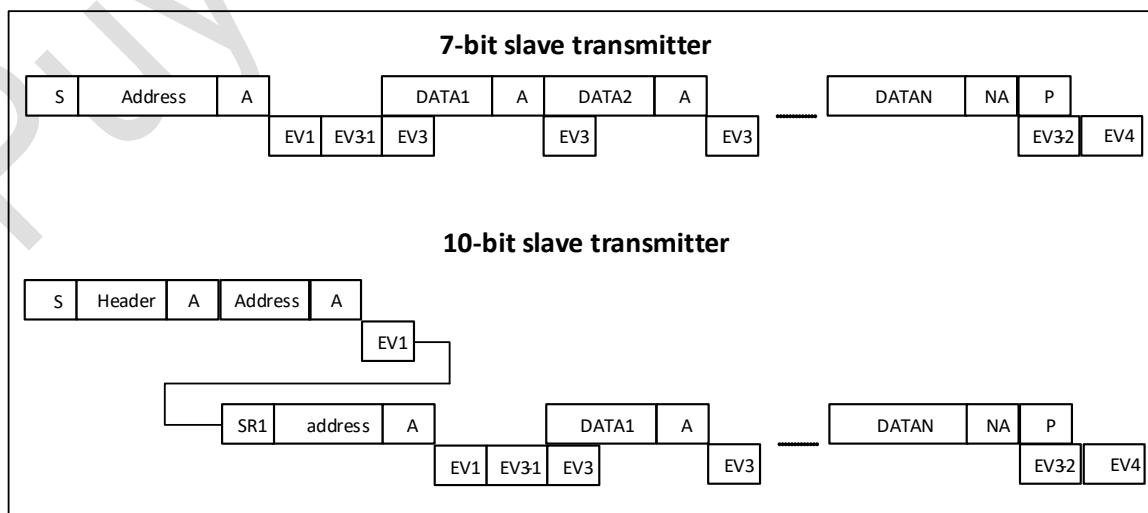 7-bit slave transmitter
S Address A DATA1 A DATA2 A DATAN NA P
EV1 EV3-1 EV3 EV3 EV3 EV3-2 EV4
10-bit slave transmitter
S Header A Address A
EV1
SR1 address A DATA1 A DATAN NA P
EV1 EV3-1 EV3 EV3 EV3-2 EV4
Puy